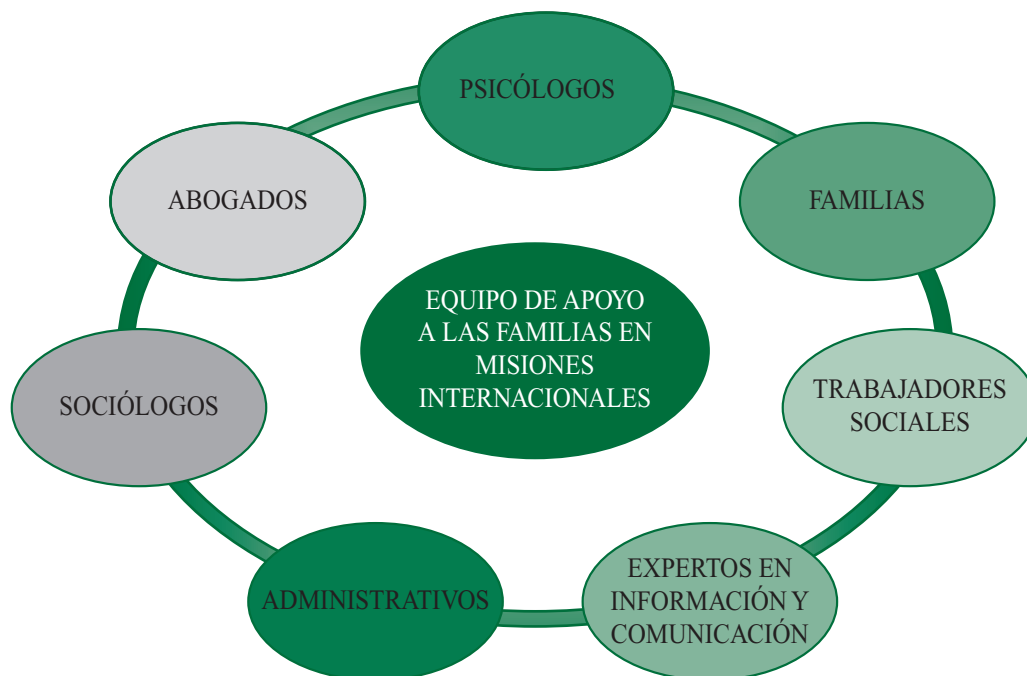 PSICÓLOGOS
ABOGADOS
FAMILIAS
EQUIPO DE APOYO
A LAS FAMILIAS EN
MISIONES
INTERNACIONALES
SOCIÓLOGOS
TRABAJADORES
SOCIALES
ADMINISTRATIVOS
EXPERTOS EN
INFORMACIÓN Y
COMUNICACIÓN